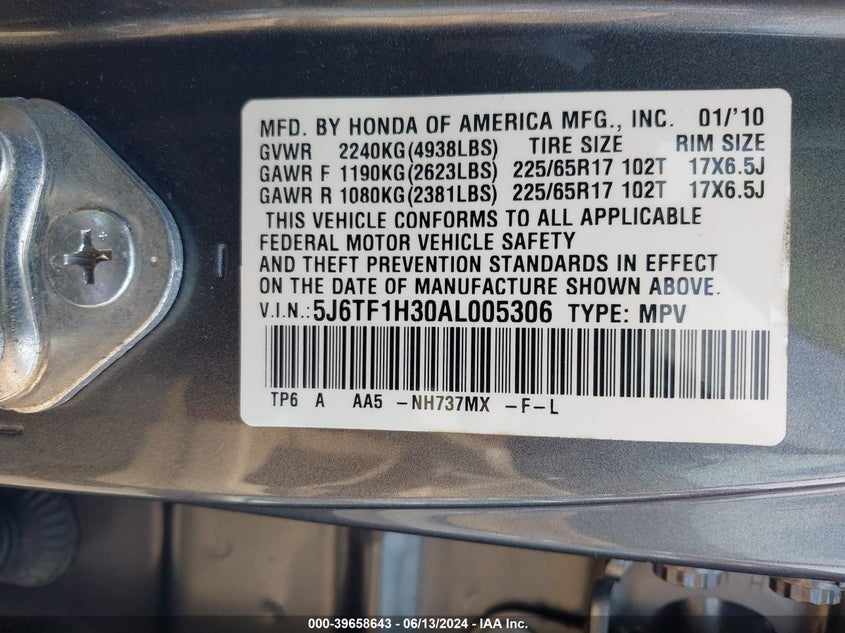 MFD. BY HONDA OF AMERICA MFG., INC. 01/'10
GVWR 2240KG(4938LBS) TIRE SIZE RIM SIZE
GAWR F 1190KG(2623LBS) 225/65R17 102T 17X6.5J
GAWR R 1080KG(2381LBS) 225/65R17 102T 17X6.5J
THIS VEHICLE CONFORMS TO ALL APPLICABLE
FEDERAL MOTOR VEHICLE SAFETY
AND THEFT PREVENTION STANDARDS IN EFFECT
ON THE DATE OF MANUFACTURE SHOWN ABOVE.
V.I.N.:5J6TF1H30AL005306 TYPE: MPV
TP6 A AA5 -NH737MX -F-L
000-39658643 / 06/13/2024 - IAA Inc.